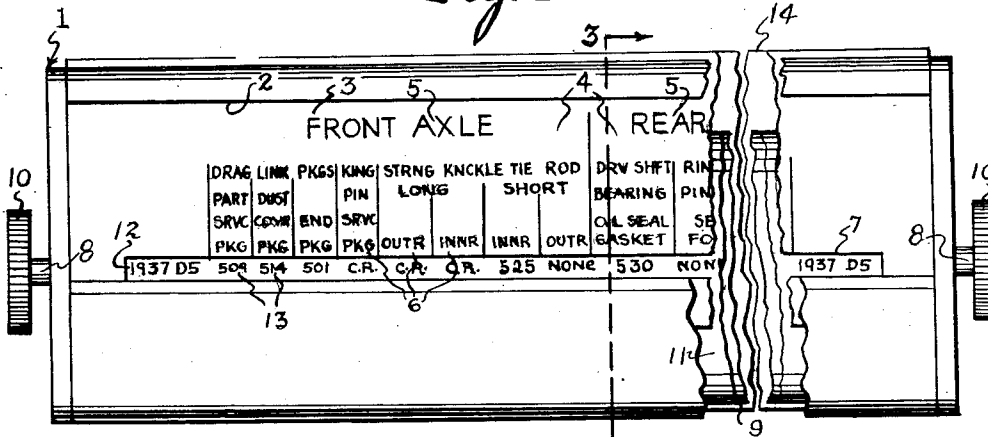 Fig.
1
3
14
2 3 5 4 5
FRONT AXLE REAR
DRAG LINK PKGS KING STRNG KNCKLE TIE ROD DRV SHFT RIN
PART DUST PIN LONG SHORT BEARING PIN
SRVC COVR END SRVC OIL SEAL SE
PKG PKG PKG PKG OUTR INNR INNR OUTR GASKET FO
10 10
12 7
8 8
1937 D5 509 514 501 C.R. C.R. C.R. 525 NONE 530 NON 1937 D5
13 6
11
9